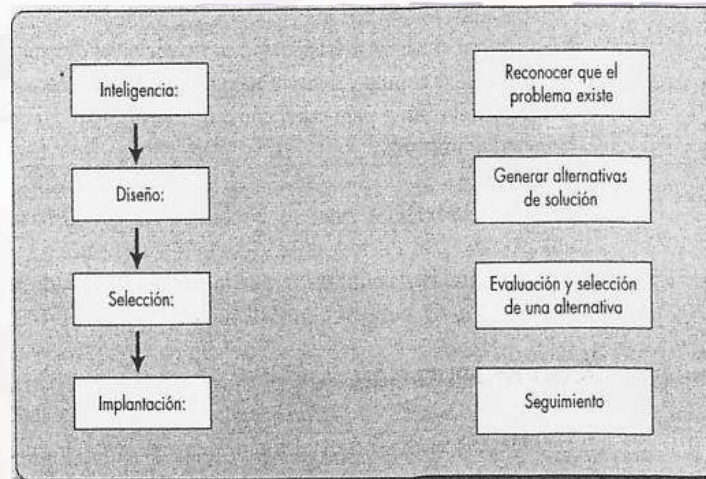 Inteligencia:
Reconocer que el
problema existe
Diseño:
Generar alternativas
de solución
Selección:
Evaluación y selección
de una alternativa
Implantación:
Seguimiento